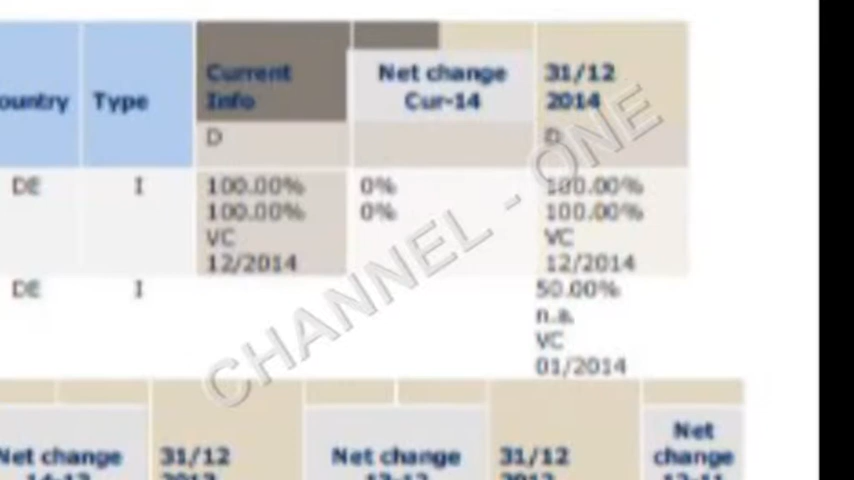 ountry Type Current Info Net change Cur-14 31/12 2014
D D
DE I 100.00% 0% 100.00%
100.00% 0% 100.00%
VC VC
12/2014 12/2014
DE I 50.00%
n.a.
VC
01/2014
CHANNEL - ONE
Net change 31/12 Net change 31/12 Net change